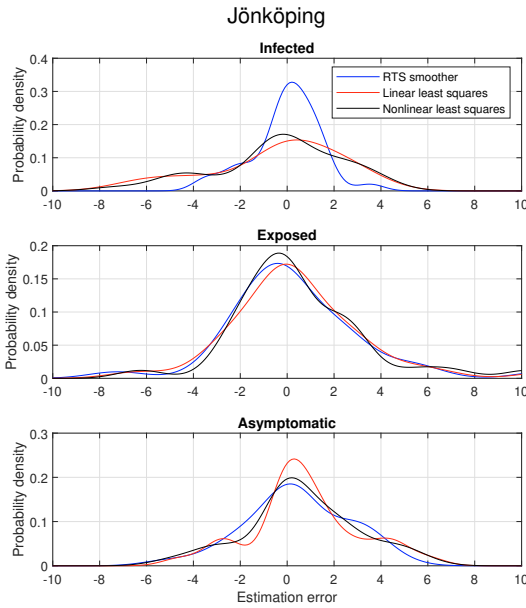 Jönköping
Infected
Probability density
0.4
0.3
0.2
0.1
0
RTS smoother
Linear least squares
Nonlinear least squares
-10 -8 -6 -4 -2 0 2 4 6 8 10
Exposed
Probability density
0.2
0.15
0.1
0.05
0
-10 -8 -6 -4 -2 0 2 4 6 8 10
Asymptomatic
Probability density
0.3
0.2
0.1
0
-10 -8 -6 -4 -2 0 2 4 6 8 10
Estimation error